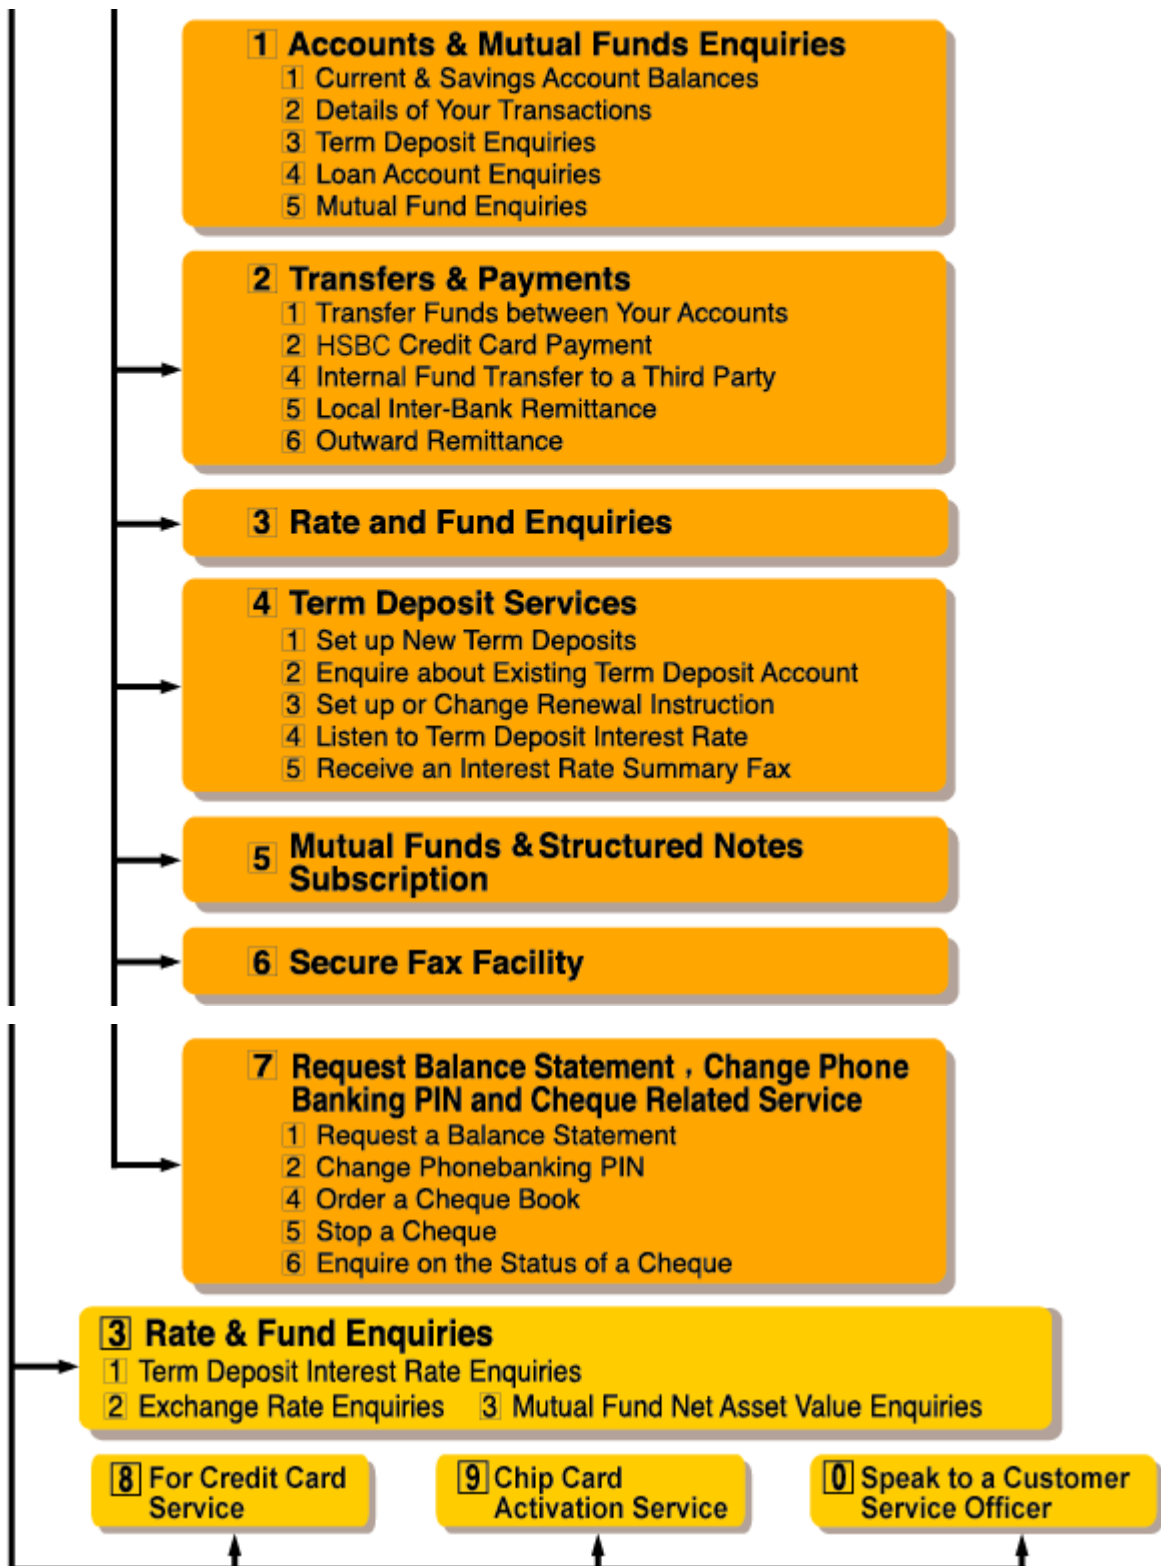 1 Accounts & Mutual Funds Enquiries
1 Current & Savings Account Balances
2 Details of Your Transactions
3 Term Deposit Enquiries
4 Loan Account Enquiries
5 Mutual Fund Enquiries
2 Transfers & Payments
1 Transfer Funds between Your Accounts
2 HSBC Credit Card Payment
4 Internal Fund Transfer to a Third Party
5 Local Inter-Bank Remittance
6 Outward Remittance
3 Rate and Fund Enquiries
4 Term Deposit Services
1 Set up New Term Deposits
2 Enquire about Existing Term Deposit Account
3 Set up or Change Renewal Instruction
4 Listen to Term Deposit Interest Rate
5 Receive an Interest Rate Summary Fax
5 Mutual Funds & Structured Notes
Subscription
6 Secure Fax Facility
7 Request Balance Statement，Change Phone
Banking PIN and Cheque Related Service
1 Request a Balance Statement
2 Change Phonebanking PIN
4 Order a Cheque Book
5 Stop a Cheque
6 Enquire on the Status of a Cheque
3 Rate & Fund Enquiries
1 Term Deposit Interest Rate Enquiries
2 Exchange Rate Enquiries 3 Mutual Fund Net Asset Value Enquiries
8 For Credit Card
Service
9 Chip Card
Activation Service
0 Speak to a Customer
Service Officer